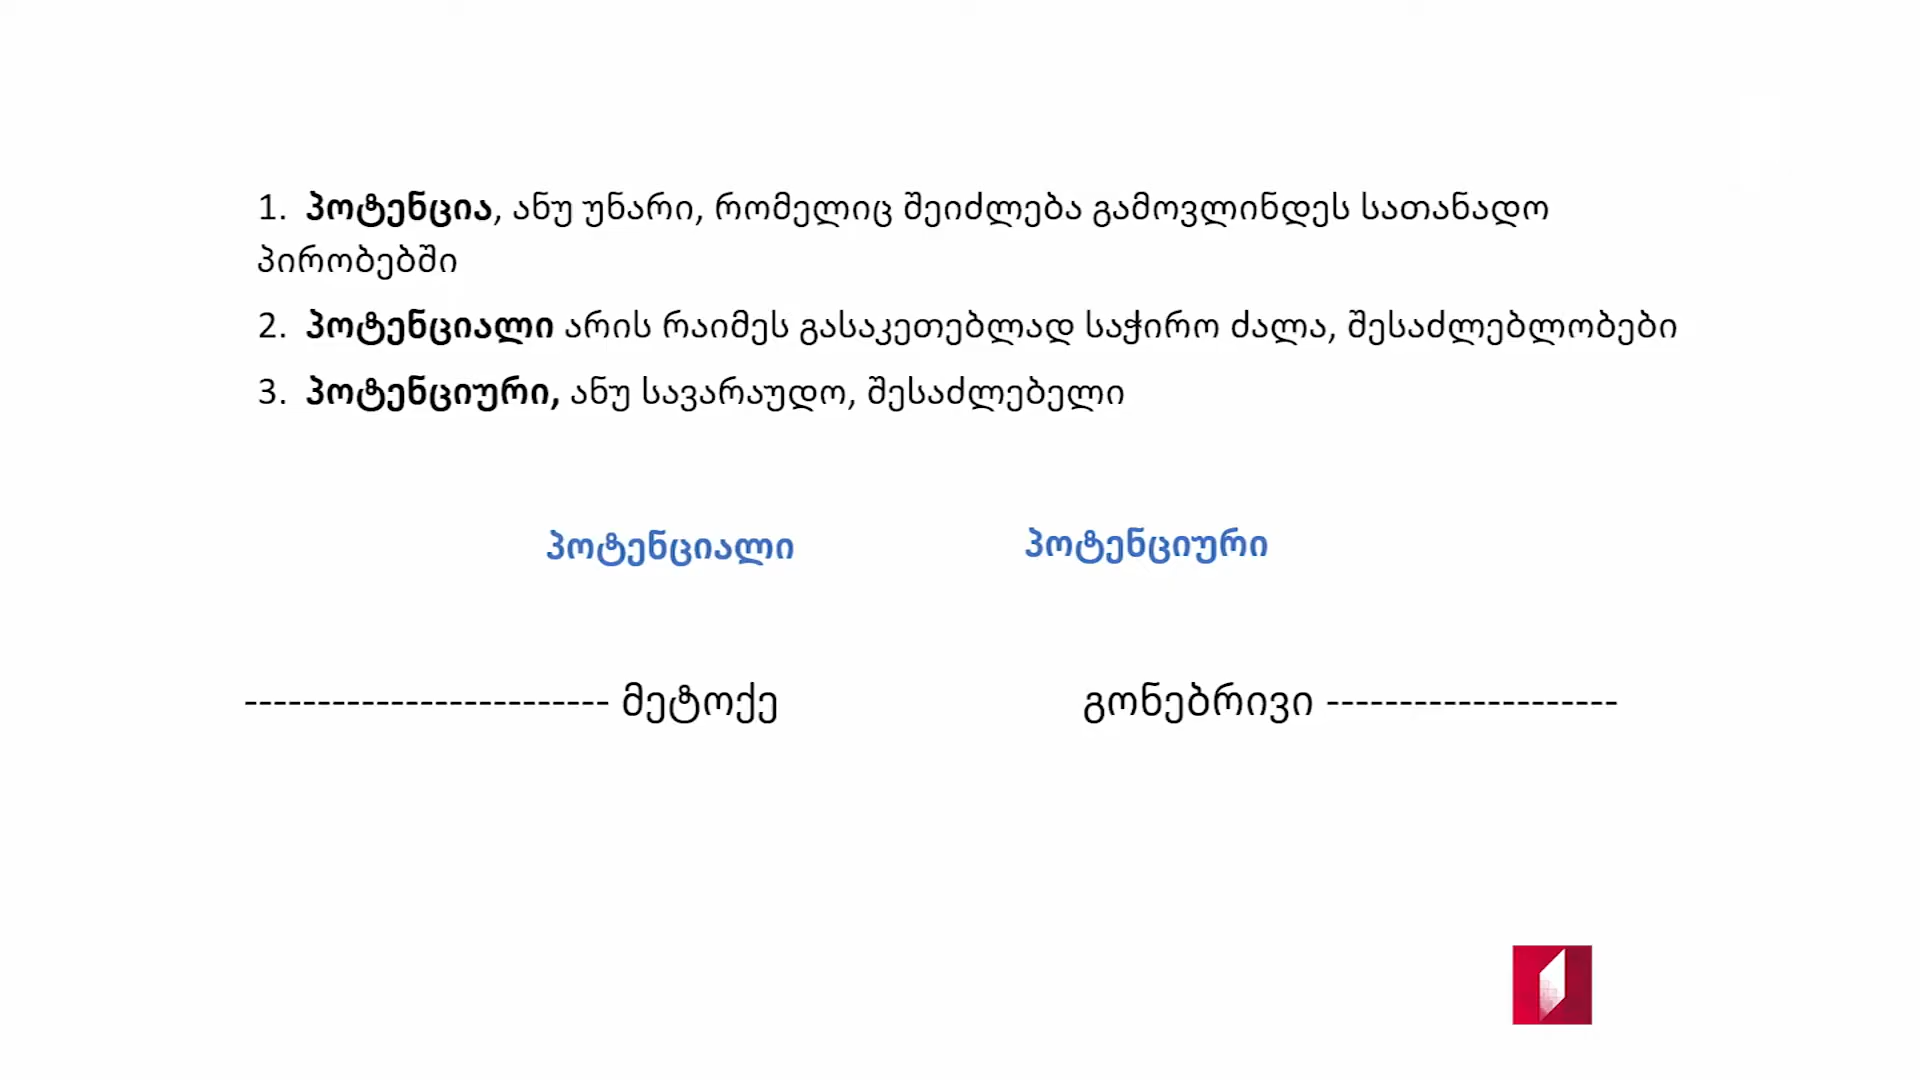 1. პოტენცია, ანუ უნარი, რომელიც შეიძლება გამოვლინდეს სათანადო
პირობებში
2. პოტენციალი არის რაიმეს გასაკეთებლად საჭირო ძალა, შესაძლებლობები
3. პოტენციური, ანუ სავარაუდო, შესაძლებელი
პოტენციალი პოტენციური
------------------------- მეტოქე გონებრივი --------------------